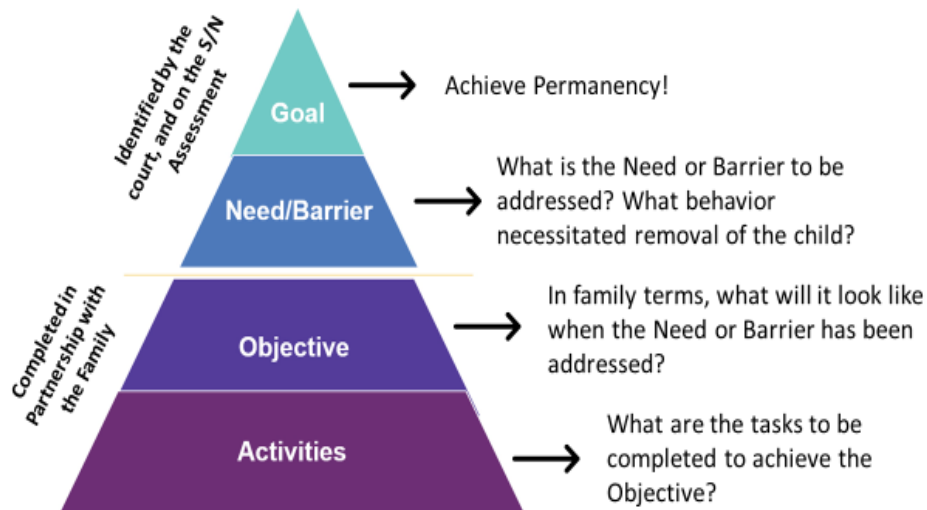 Identified by the
court, and on the S/N
Assessment
Goal
Achieve Permanency!
Need/Barrier
What is the Need or Barrier to be
addressed? What behavior
necessitated removal of the child?
Completed in
Partnership with
the Family
Objective
In family terms, what will it look like
when the Need or Barrier has been
addressed?
Activities
What are the tasks to be
completed to achieve the
Objective?